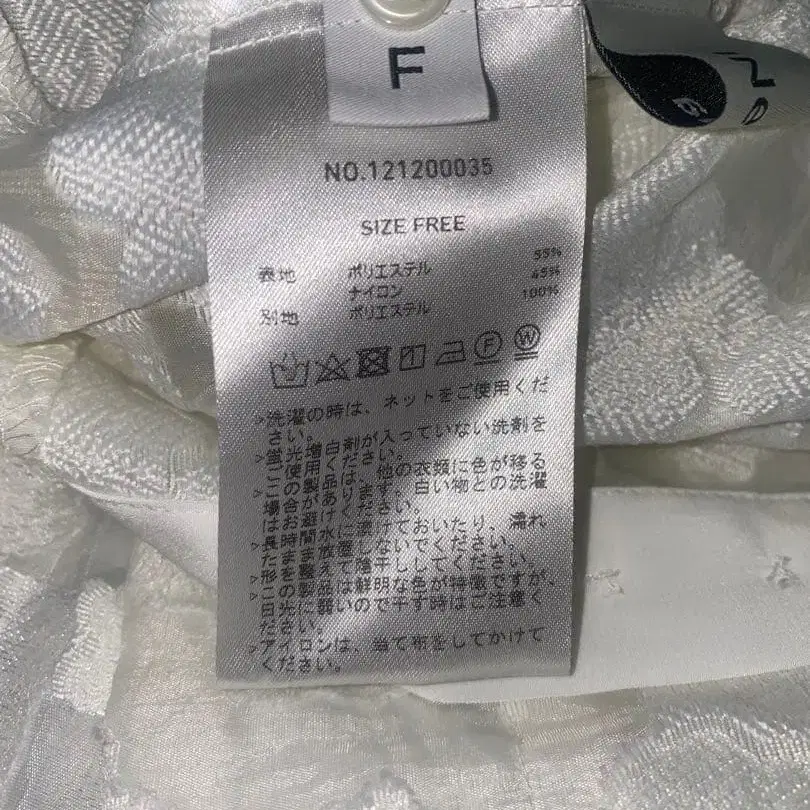 F
NO.121200035
SIZE FREE
表地 ポリエステル 55%
ナイロン 45%
別地 ポリエステル 100%
F W
▷洗濯の時は、ネットをご使用くだ
さい。
▷蛍光増白剤が入っていない洗剤を
ご使用ください。
▷この製品は、他の衣類に色が移る
場合があります。白い物との洗濯
はお避けください。
▷長時間水に漬けておいたり、濡れ
たまま放置しないでください。
▷形を整えて陰干ししてください。
▷この製品は鮮明な色が特徴ですが、
日光に弱いので干す時はご注意く
ださい。
▷アイロンは、当て布をしてかけて
ください。